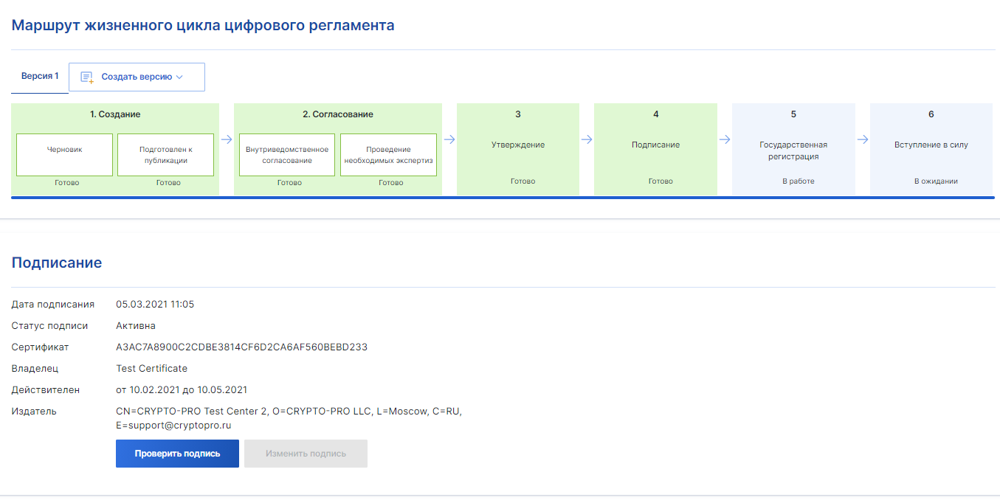 Маршрут жизненного цикла цифрового регламента
Версия 1
Создать версию
1. Создание
Черновик
Готово
Подготовлен к
публикации
Готово
2. Согласование
Внутриведомственное
согласование
Готово
Проведение
необходимых экспертиз
Готово
3
Утверждение
Готово
4
Подписание
Готово
5
Государственная
регистрация
В работе
6
Вступление в силу
В ожидании
Подписание
Дата подписания 05.03.2021 11:05
Статус подписи Активна
Сертификат A3AC7A8900C2CDBE3814CF6D2CA6AF560BEBD233
Владелец Test Certificate
Действителен от 10.02.2021 до 10.05.2021
Издатель CN=CRYPTO-PRO Test Center 2, O=CRYPTO-PRO LLC, L=Moscow, C=RU,
E=support@cryptopro.ru
Проверить подпись
Изменить подпись